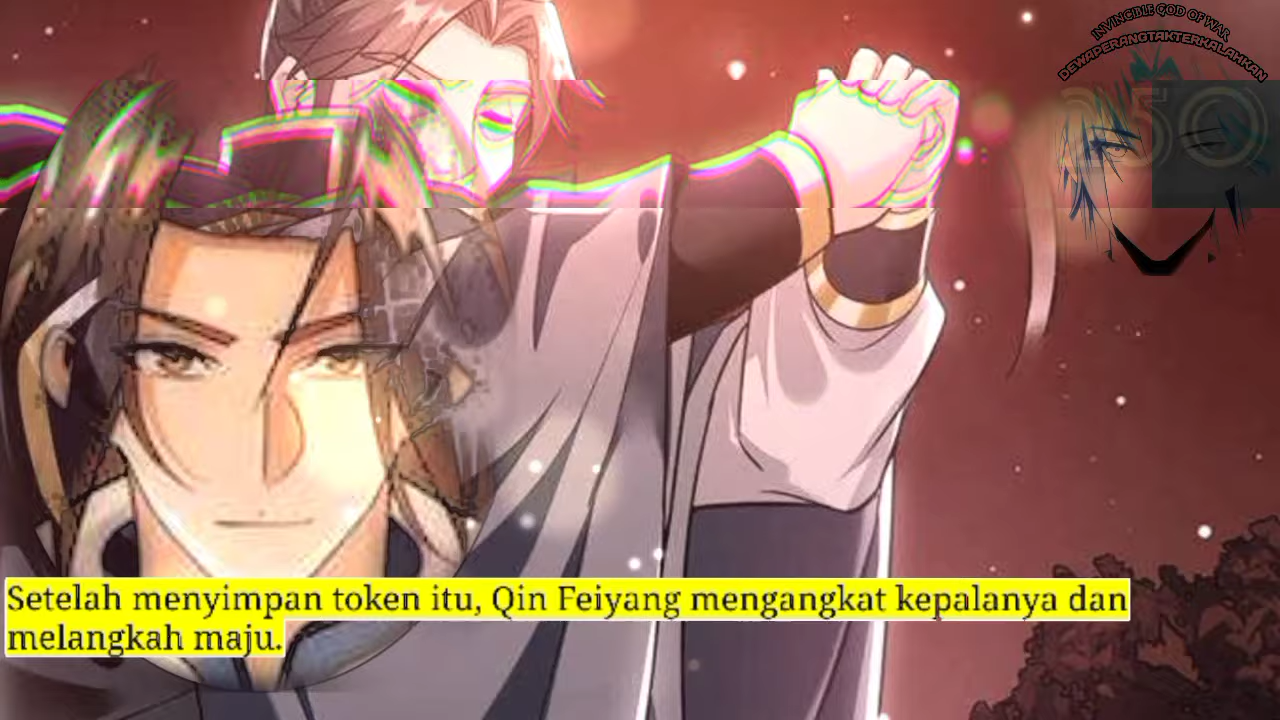 INVINCIBLE GOD OF WAR
DEWAPERANGTAKTERKALAHKAN
Setelah menyimpan token itu, Qin Feiyang mengangkat kepalanya dan
melangkah maju.